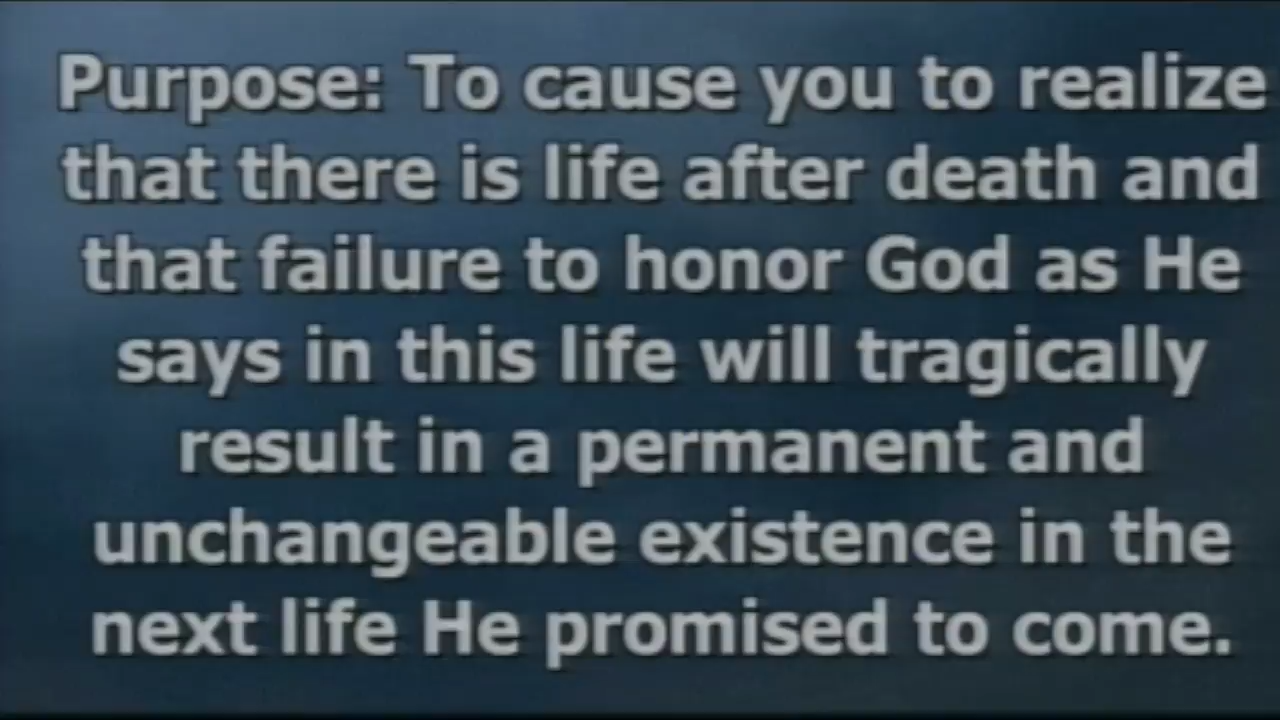 Purpose: To cause you to realize
that there is life after death and
that failure to honor God as He
says in this life will tragically
result in a permanent and
unchangeable existence in the
next life He promised to come.